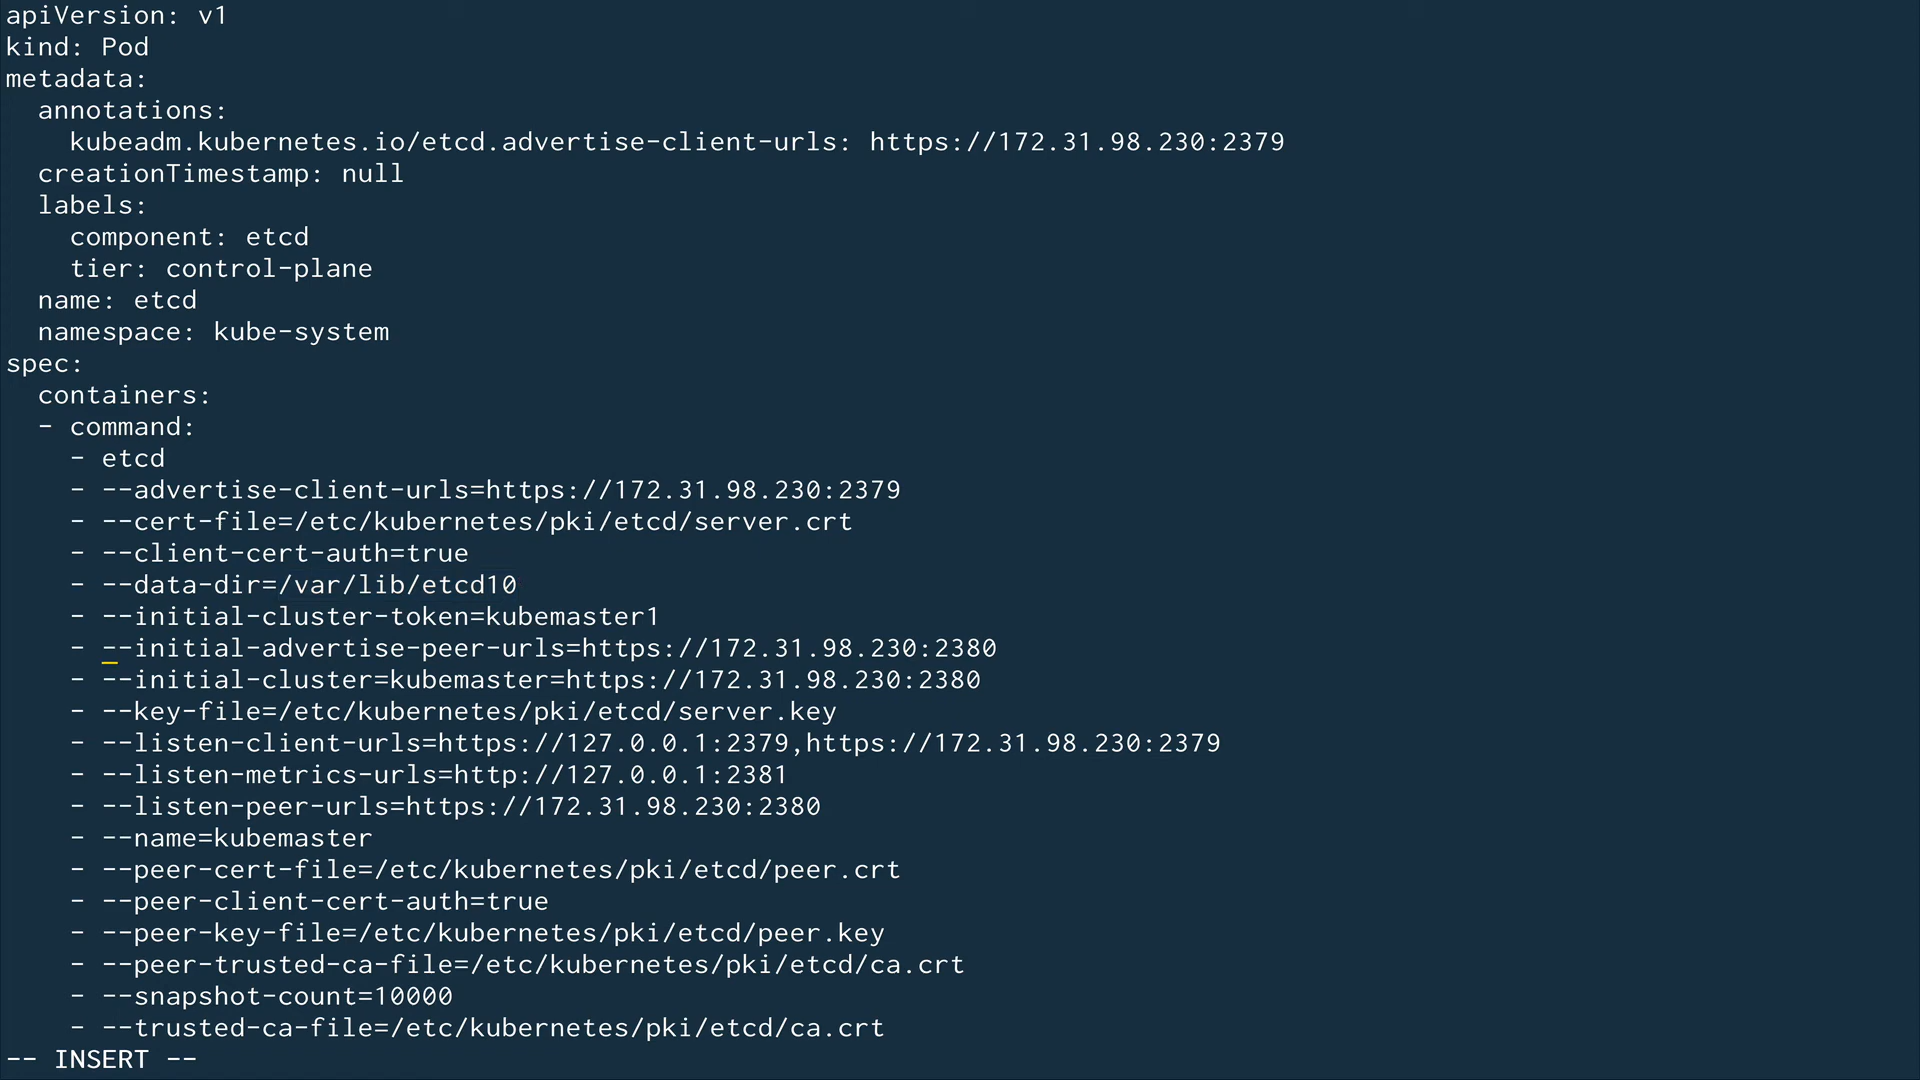 apiVersion: v1
kind: Pod
metadata:
  annotations:
    kubeadm.kubernetes.io/etcd.advertise-client-urls: https://172.31.98.230:2379
  creationTimestamp: null
  labels:
    component: etcd
    tier: control-plane
  name: etcd
  namespace: kube-system
spec:
  containers:
  - command:
    - etcd
    - --advertise-client-urls=https://172.31.98.230:2379
    - --cert-file=/etc/kubernetes/pki/etcd/server.crt
    - --client-cert-auth=true
    - --data-dir=/var/lib/etcd10
    - --initial-cluster-token=kubemaster1
    - --initial-advertise-peer-urls=https://172.31.98.230:2380
    - --initial-cluster=kubemaster=https://172.31.98.230:2380
    - --key-file=/etc/kubernetes/pki/etcd/server.key
    - --listen-client-urls=https://127.0.0.1:2379,https://172.31.98.230:2379
    - --listen-metrics-urls=http://127.0.0.1:2381
    - --listen-peer-urls=https://172.31.98.230:2380
    - --name=kubemaster
    - --peer-cert-file=/etc/kubernetes/pki/etcd/peer.crt
    - --peer-client-cert-auth=true
    - --peer-key-file=/etc/kubernetes/pki/etcd/peer.key
    - --peer-trusted-ca-file=/etc/kubernetes/pki/etcd/ca.crt
    - --snapshot-count=10000
    - --trusted-ca-file=/etc/kubernetes/pki/etcd/ca.crt
-- INSERT --